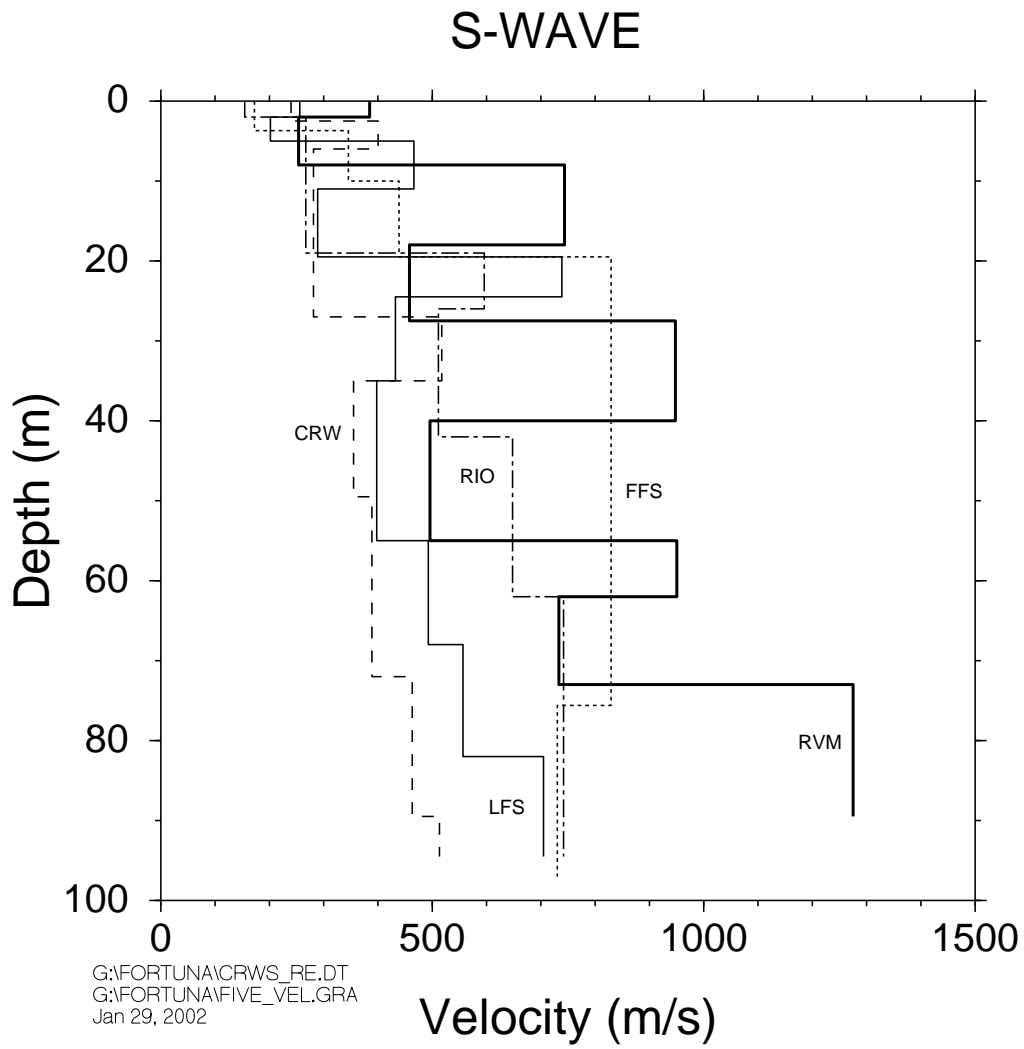 S-WAVE
0
20
40
60
80
100
Depth (m)
CRW
RIO
FFS
RVM
LFS
0 500 1000 1500
Velocity (m/s)
G:\FORTUNA\CRWS_RE.DT
G:\FORTUNA\FIVE_VEL.GRA
Jan 29, 2002